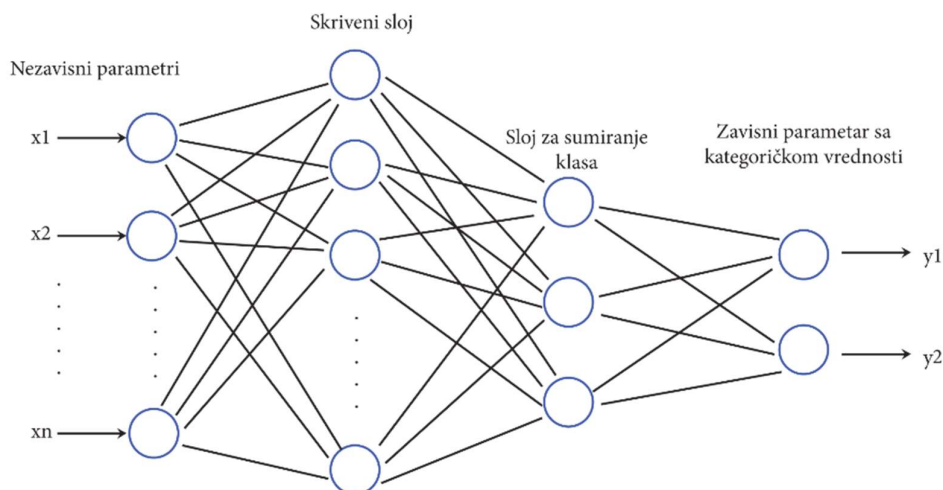 Skriveni sloj
Nezavisni parametri
Sloj za sumiranje
klasa
Zavisni parametar sa
kategoričkom vrednosti
x1
x2
xn
y1
y2